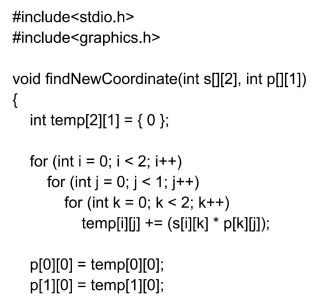 #include<stdio.h>
#include<graphics.h>

void findNewCoordinate(int s[][2], int p[][1])
{
    int temp[2][1] = { 0 };

    for (int i = 0; i < 2; i++)
        for (int j = 0; j < 1; j++)
            for (int k = 0; k < 2; k++)
                temp[i][j] += (s[i][k] * p[k][j]);

    p[0][0] = temp[0][0];
    p[1][0] = temp[1][0];